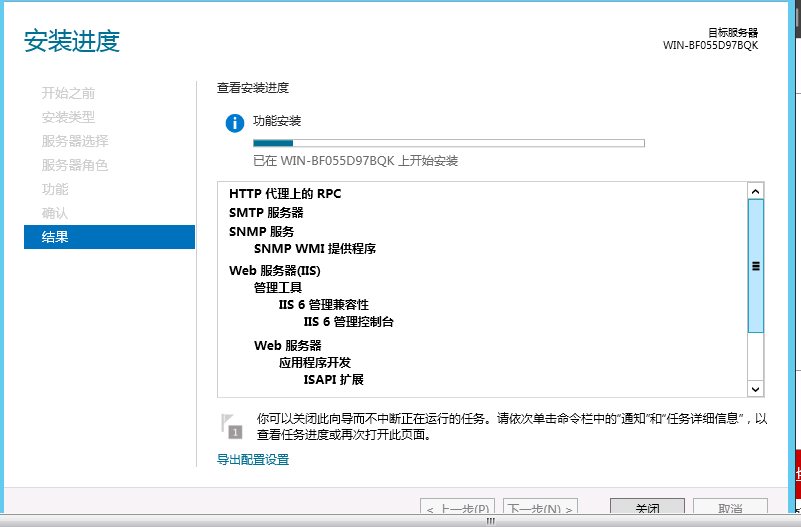 安装进度
目标服务器
WIN-BF055D97BQK
开始之前
安装类型
服务器选择
服务器角色
功能
确认
结果
查看安装进度
功能安装
已在 WIN-BF055D97BQK 上开始安装
HTTP 代理上的 RPC
SMTP 服务器
SNMP 服务
SNMP WMI 提供程序
Web 服务器(IIS)
管理工具
IIS 6 管理兼容性
IIS 6 管理控制台
Web 服务器
应用程序开发
ISAPI 扩展
1
你可以关闭此向导而不中断正在运行的任务。请依次单击命令栏中的"通知"和"任务详细信息"，以
查看任务进度或再次打开此页面。
导出配置设置
< 上一步(P)
下一步(N) >
关闭
取消